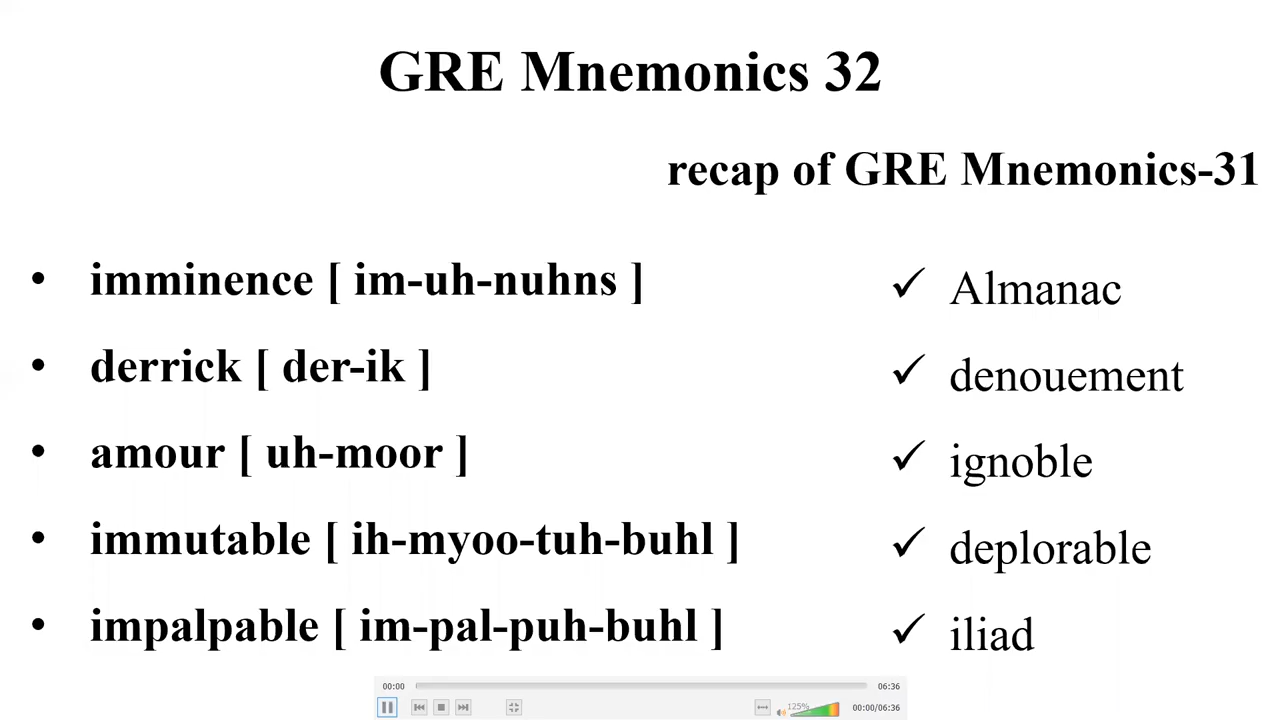 GRE Mnemonics 32
recap of GRE Mnemonics-31
• imminence [ im-uh-nuhns ]
• derrick [ der-ik ]
• amour [ uh-moor ]
• immutable [ ih-myoo-tuh-buhl ]
• impalpable [ im-pal-puh-buhl ]
✓ Almanac
✓ denouement
✓ ignoble
✓ deplorable
✓ iliad
00:00 06:36
125% 00:00/06:36